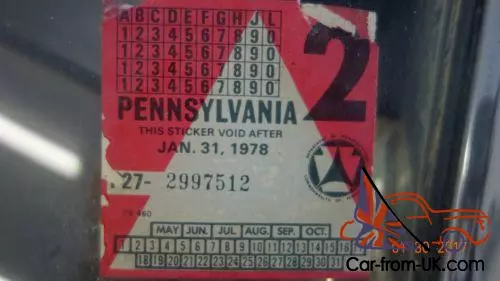 A B C D E F G H J L
1 2 3 4 5 6 7 8 9 0
1 2 3 4 5 6 7 8 9 0
1 2 3 4 5 6 7 8 9 0
1 2 3 4 5 6 7 8 9 0
2
PENNSYLVANIA
THIS STICKER VOID AFTER
JAN. 31, 1978
27- 2997512
MAY JUN. JUL. AUG. SEP. OCT.
1 2 3 4 5 6 7 8 9 10 11 12 13 14 15 16
18 19 20 21 22 23 24 25 26 27 28 29 30 31
Car-from-UK.com